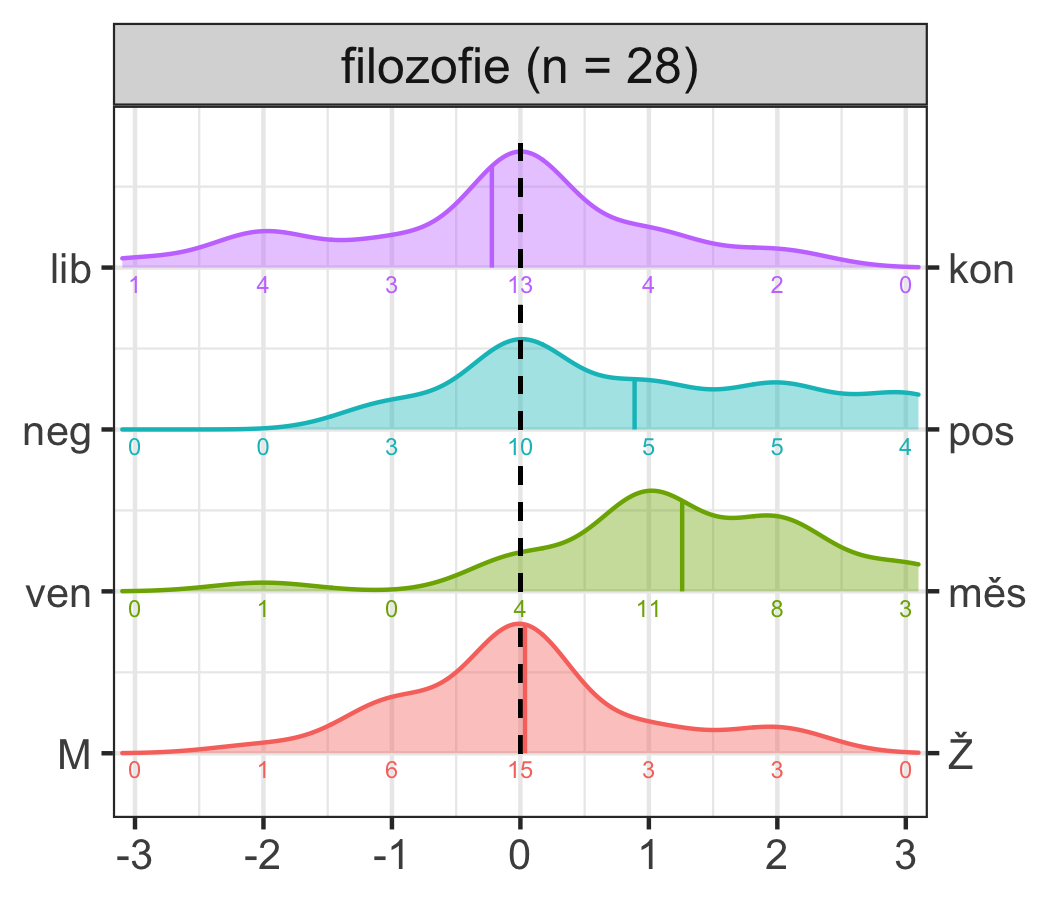 filozofie (n = 28)
lib kon
1 4 3 13 4 2 0
neg pos
0 0 3 10 5 5 4
ven měs
0 1 0 4 11 8 3
M Ž
0 1 6 15 3 3 0
-3 -2 -1 0 1 2 3